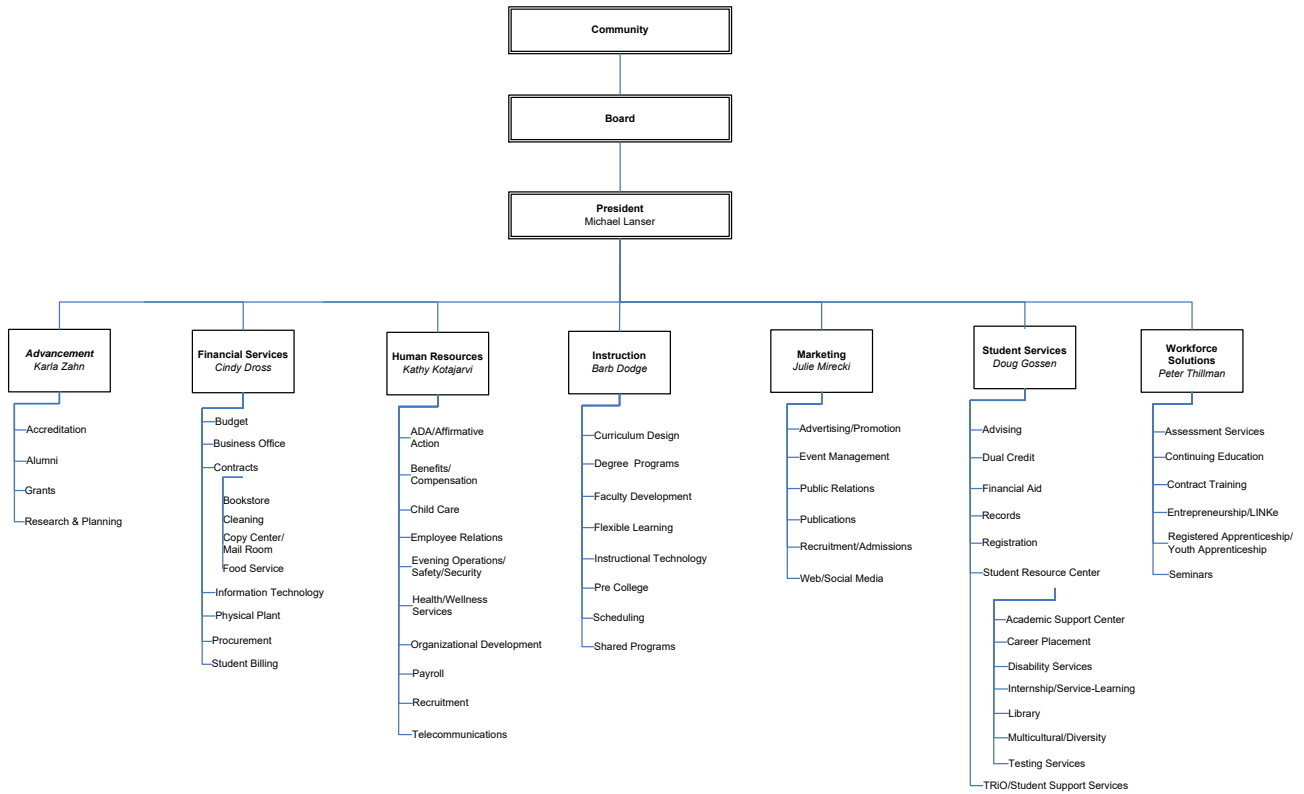 Community
Board
President
Michael Lanser
Advancement
Karla Zahn
Accreditation
Alumni
Grants
Research & Planning
Financial Services
Cindy Dross
Budget
Business Office
Contracts
Bookstore
Cleaning
Copy Center/
Mail Room
Food Service
Information Technology
Physical Plant
Procurement
Student Billing
Human Resources
Kathy Kotajarvi
ADA/Affirmative
Action
Benefits/
Compensation
Child Care
Employee Relations
Evening Operations/
Safety/Security
Health/Wellness
Services
Organizational Development
Payroll
Recruitment
Telecommunications
Instruction
Barb Dodge
Curriculum Design
Degree Programs
Faculty Development
Flexible Learning
Instructional Technology
Pre College
Scheduling
Shared Programs
Marketing
Julie Mirecki
Advertising/Promotion
Event Management
Public Relations
Publications
Recruitment/Admissions
Web/Social Media
Student Services
Doug Gossen
Advising
Dual Credit
Financial Aid
Records
Registration
Student Resource Center
Academic Support Center
Career Placement
Disability Services
Internship/Service-Learning
Library
Multicultural/Diversity
Testing Services
TRiO/Student Support Services
Workforce
Solutions
Peter Thillman
Assessment Services
Continuing Education
Contract Training
Entrepreneurship/LINKe
Registered Apprenticeship/
Youth Apprenticeship
Seminars